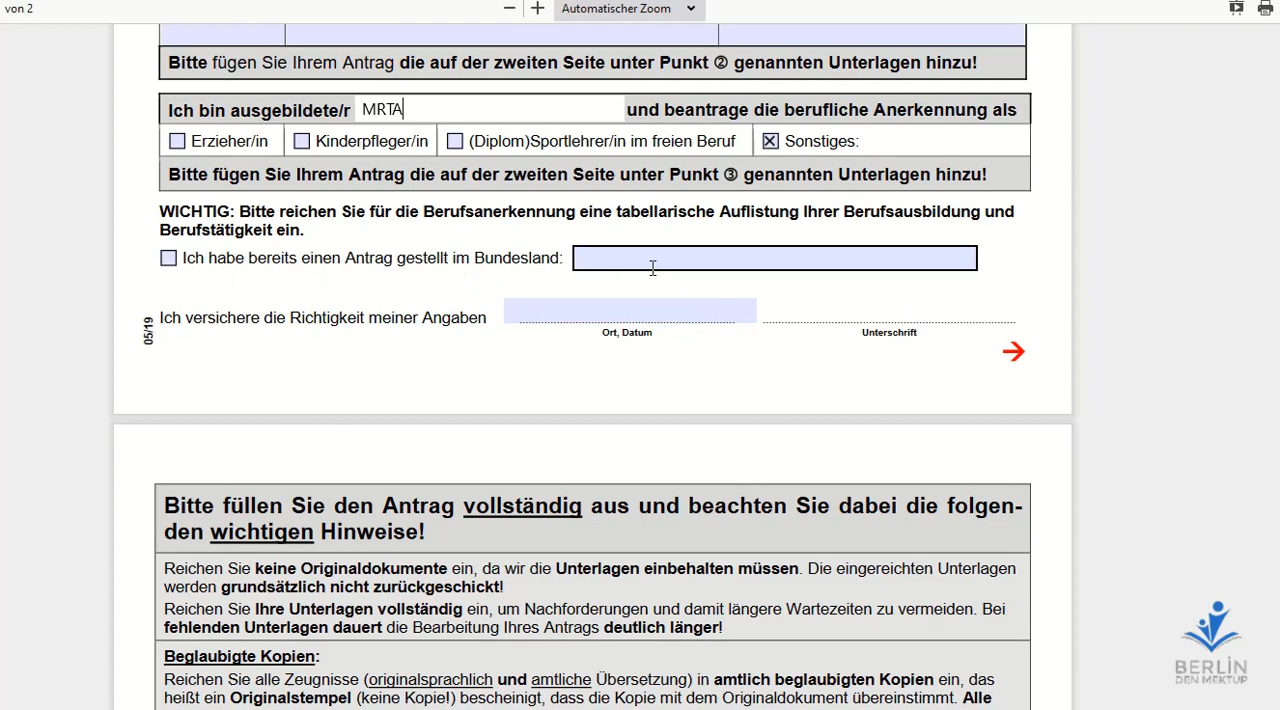 von 2
Automatischer Zoom
Bitte fügen Sie Ihrem Antrag die auf der zweiten Seite unter Punkt ② genannten Unterlagen hinzu!
Ich bin ausgebildete/r MRTA und beantrage die berufliche Anerkennung als
Erzieher/in Kinderpfleger/in (Diplom)Sportlehrer/in im freien Beruf Sonstiges:
Bitte fügen Sie Ihrem Antrag die auf der zweiten Seite unter Punkt ③ genannten Unterlagen hinzu!
WICHTIG: Bitte reichen Sie für die Berufsanerkennung eine tabellarische Auflistung Ihrer Berufsausbildung und
Berufstätigkeit ein.
Ich habe bereits einen Antrag gestellt im Bundesland:
05/19
Ich versichere die Richtigkeit meiner Angaben
Ort, Datum Unterschrift
Bitte füllen Sie den Antrag vollständig aus und beachten Sie dabei die folgen-
den wichtigen Hinweise!
Reichen Sie keine Originaldokumente ein, da wir die Unterlagen einbehalten müssen. Die eingereichten Unterlagen
werden grundsätzlich nicht zurückgeschickt!
Reichen Sie Ihre Unterlagen vollständig ein, um Nachforderungen und damit längere Wartezeiten zu vermeiden. Bei
fehlenden Unterlagen dauert die Bearbeitung Ihres Antrags deutlich länger!
Beglaubigte Kopien:
Reichen Sie alle Zeugnisse (originalsprachlich und amtliche Übersetzung) in amtlich beglaubigten Kopien ein, das
heißt ein Originalstempel (keine Kopie!) bescheinigt, dass die Kopie mit dem Originaldokument übereinstimmt. Alle
BERLİN
DEN MEKTUP